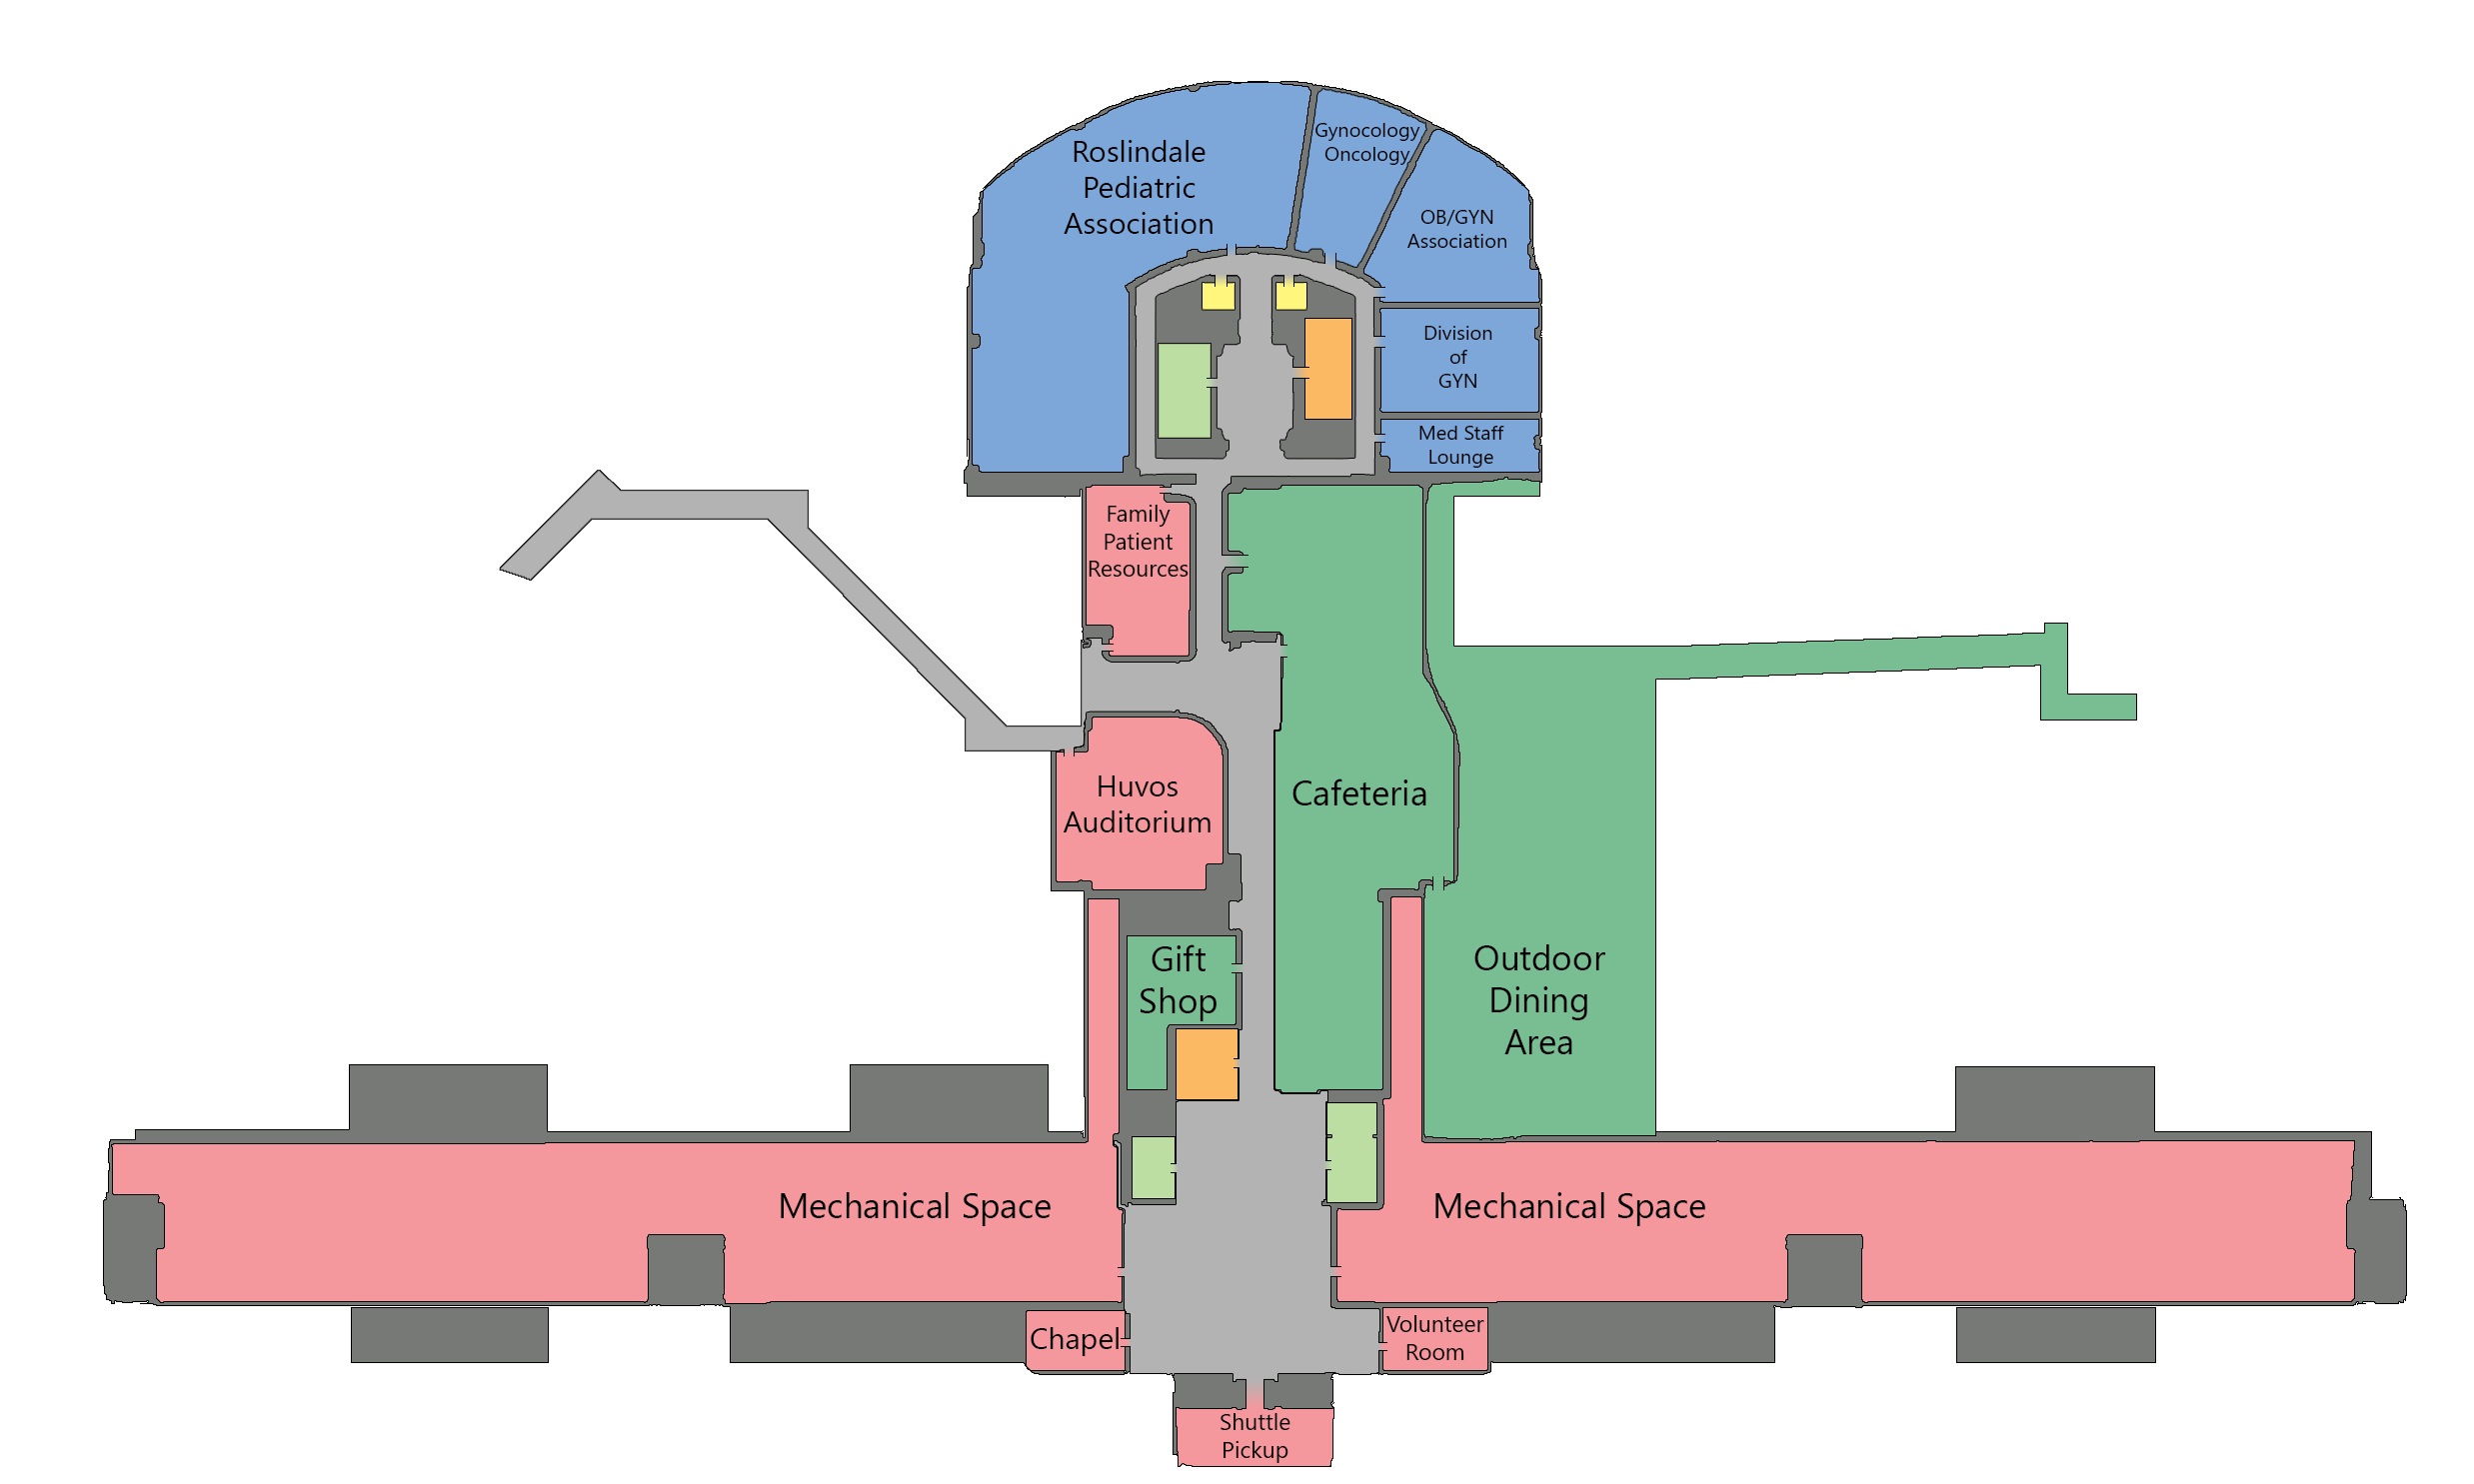 Roslindale
Pediatric
Association
Gynocology
Oncology
OB/GYN
Association
Division
of
GYN
Med Staff
Lounge
Family
Patient
Resources
Huvos
Auditorium
Cafeteria
Gift
Shop
Outdoor
Dining
Area
Mechanical Space
Mechanical Space
Chapel
Volunteer
Room
Shuttle
Pickup